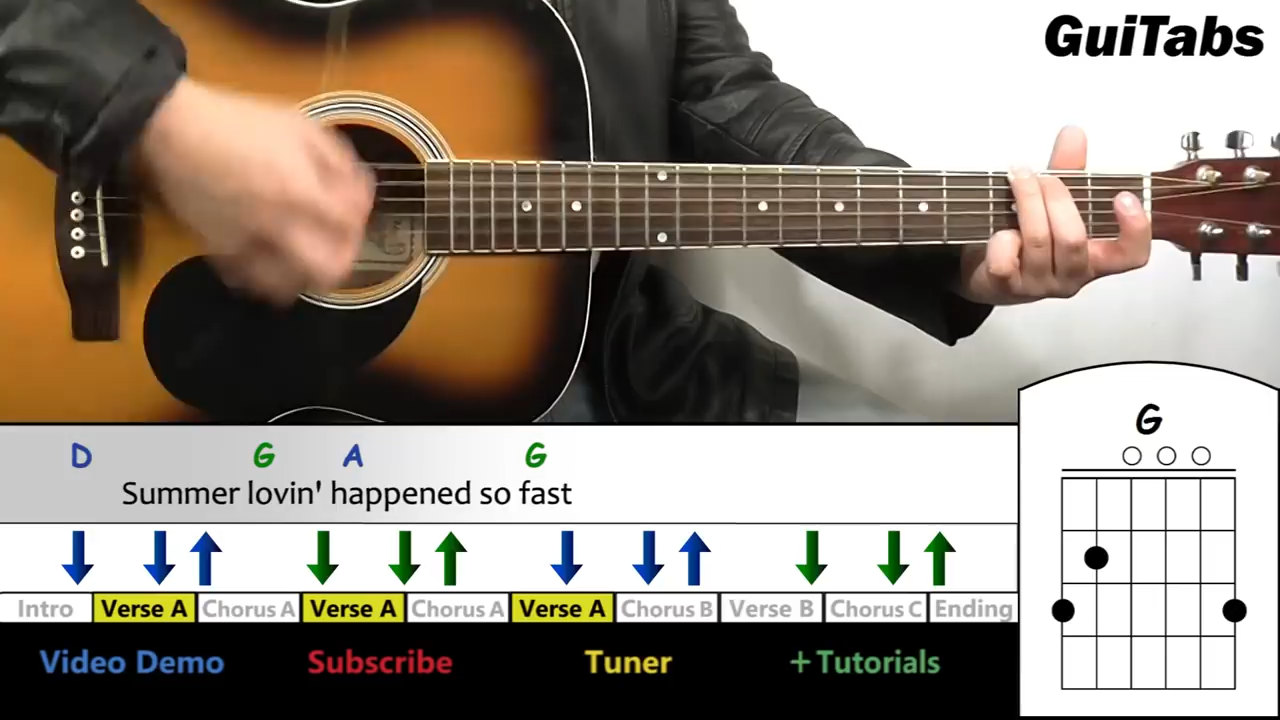 GuiTabs
G
D G A G
Summer lovin' happened so fast
Intro Verse A Chorus A Verse A Chorus A Verse A Chorus B Verse B Chorus C Ending
Video Demo Subscribe Tuner + Tutorials